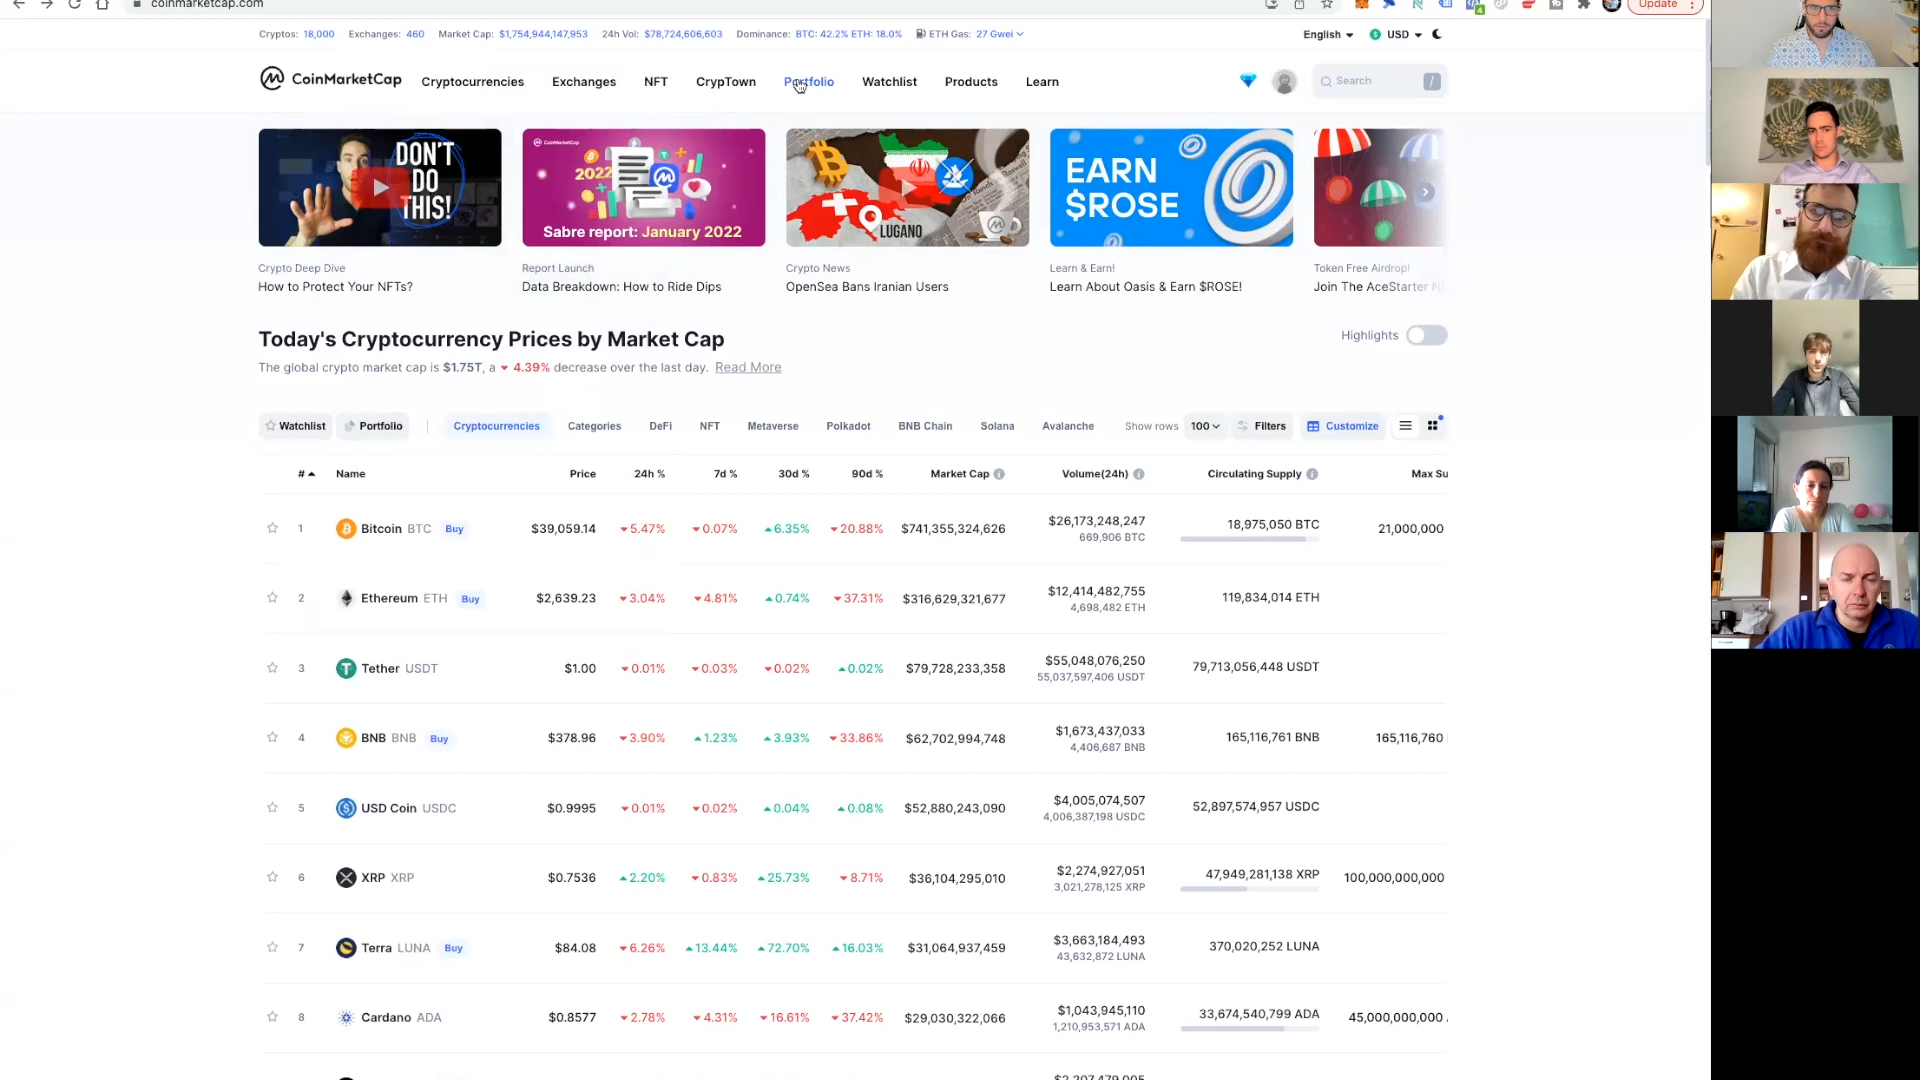 coinmarketcap.com
Update
Cryptos: 18,000 Exchanges: 460 Market Cap: $1,754,944,147,953 24h Vol: $78,724,606,603 Dominance: BTC: 42.2% ETH: 18.0% ETH Gas: 27 Gwei English USD
CoinMarketCap Cryptocurrencies Exchanges NFT CrypTown Portfolio Watchlist Products Learn Search /
DON'T
DO
THIS!
CoinMarketCap
2022
Sabre report: January 2022
LUGANO
EARN
$ROSE
Crypto Deep Dive
How to Protect Your NFTs?
Report Launch
Data Breakdown: How to Ride Dips
Crypto News
OpenSea Bans Iranian Users
Learn & Earn!
Learn About Oasis & Earn $ROSE!
Token Free Airdrop!
Join The AceStarter
Today's Cryptocurrency Prices by Market Cap
Highlights
The global crypto market cap is $1.75T, a 4.39% decrease over the last day. Read More
Watchlist Portfolio Cryptocurrencies Categories DeFi NFT Metaverse Polkadot BNB Chain Solana Avalanche Show rows 100 Filters Customize
# Name Price 24h % 7d % 30d % 90d % Market Cap Volume(24h) Circulating Supply Max Su
1 Bitcoin BTC Buy $39,059.14 5.47% 0.07% 6.35% 20.88% $741,355,324,626 $26,173,248,247 18,975,050 BTC 21,000,000
669,906 BTC
2 Ethereum ETH Buy $2,639.23 3.04% 4.81% 0.74% 37.31% $316,629,321,677 $12,414,482,755 119,834,014 ETH
4,698,482 ETH
3 Tether USDT $1.00 0.01% 0.03% 0.02% 0.02% $79,728,233,358 $55,048,076,250 79,713,056,448 USDT
55,037,597,406 USDT
4 BNB BNB Buy $378.96 3.90% 1.23% 3.93% 33.86% $62,702,994,748 $1,673,437,033 165,116,761 BNB 165,116,760
4,406,687 BNB
5 USD Coin USDC $0.9995 0.01% 0.02% 0.04% 0.08% $52,880,243,090 $4,005,074,507 52,897,574,957 USDC
4,006,387,198 USDC
6 XRP XRP $0.7536 2.20% 0.83% 25.73% 8.71% $36,104,295,010 $2,274,927,051 47,949,281,138 XRP 100,000,000,000
3,021,278,125 XRP
7 Terra LUNA Buy $84.08 6.26% 13.44% 72.70% 16.03% $31,064,937,459 $3,663,184,493 370,020,252 LUNA
43,632,872 LUNA
8 Cardano ADA $0.8577 2.78% 4.31% 16.61% 37.42% $29,030,322,066 $1,043,945,110 33,674,540,799 ADA 45,000,000,000
1,210,953,571 ADA